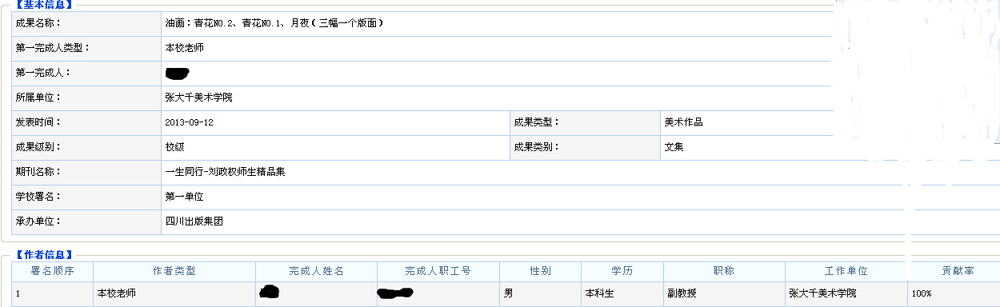 【基本信息】
成果名称： 油画：青花NO.2、青花NO.1、月夜（三幅一个版面）
第一完成人类型： 本校老师
第一完成人：
所属单位： 张大千美术学院
发表时间： 2013-09-12 成果类型： 美术作品
成果级别： 校级 成果类别： 文集
期刊名称： 一生同行-刘政权师生精品集
学校署名： 第一单位
承办单位： 四川出版集团
【作者信息】
署名顺序 作者类型 完成人姓名 完成人职工号 性别 学历 职称 工作单位 贡献率
1 本校老师 男 本科生 副教授 张大千美术学院 100%